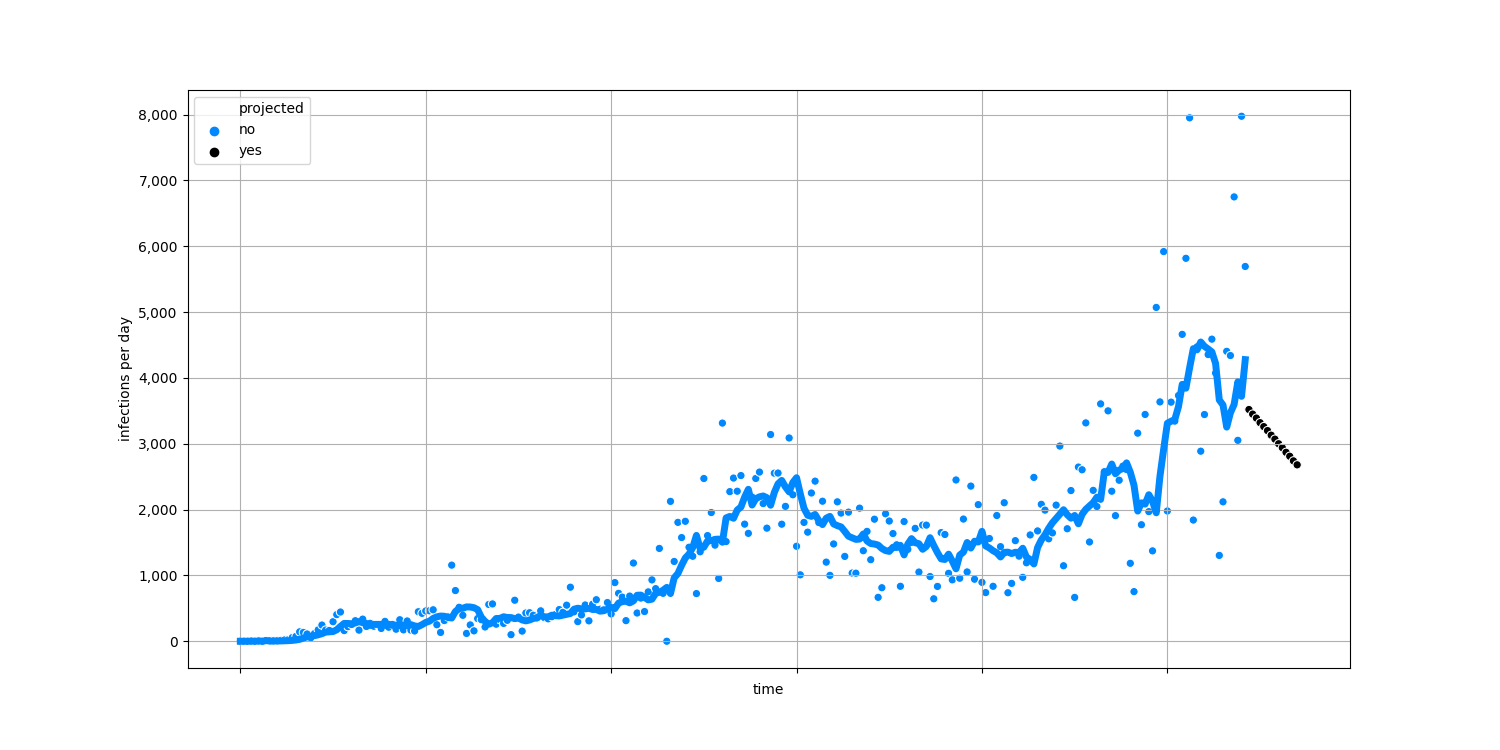 projected
no
yes
8,000
7,000
6,000
5,000
4,000
3,000
2,000
1,000
0
infections per day
time